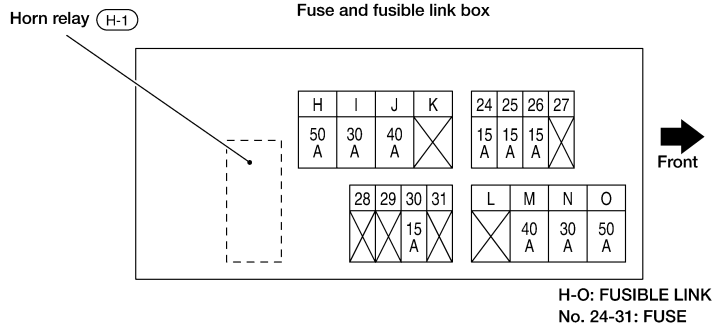 Fuse and fusible link box
Horn relay H-1
H I J K 24 25 26 27
50 A 30 A 40 A 15 A 15 A 15 A
Front
28 29 30 31 L M N O
15 A 40 A 30 A 50 A
H-O: FUSIBLE LINK
No. 24-31: FUSE